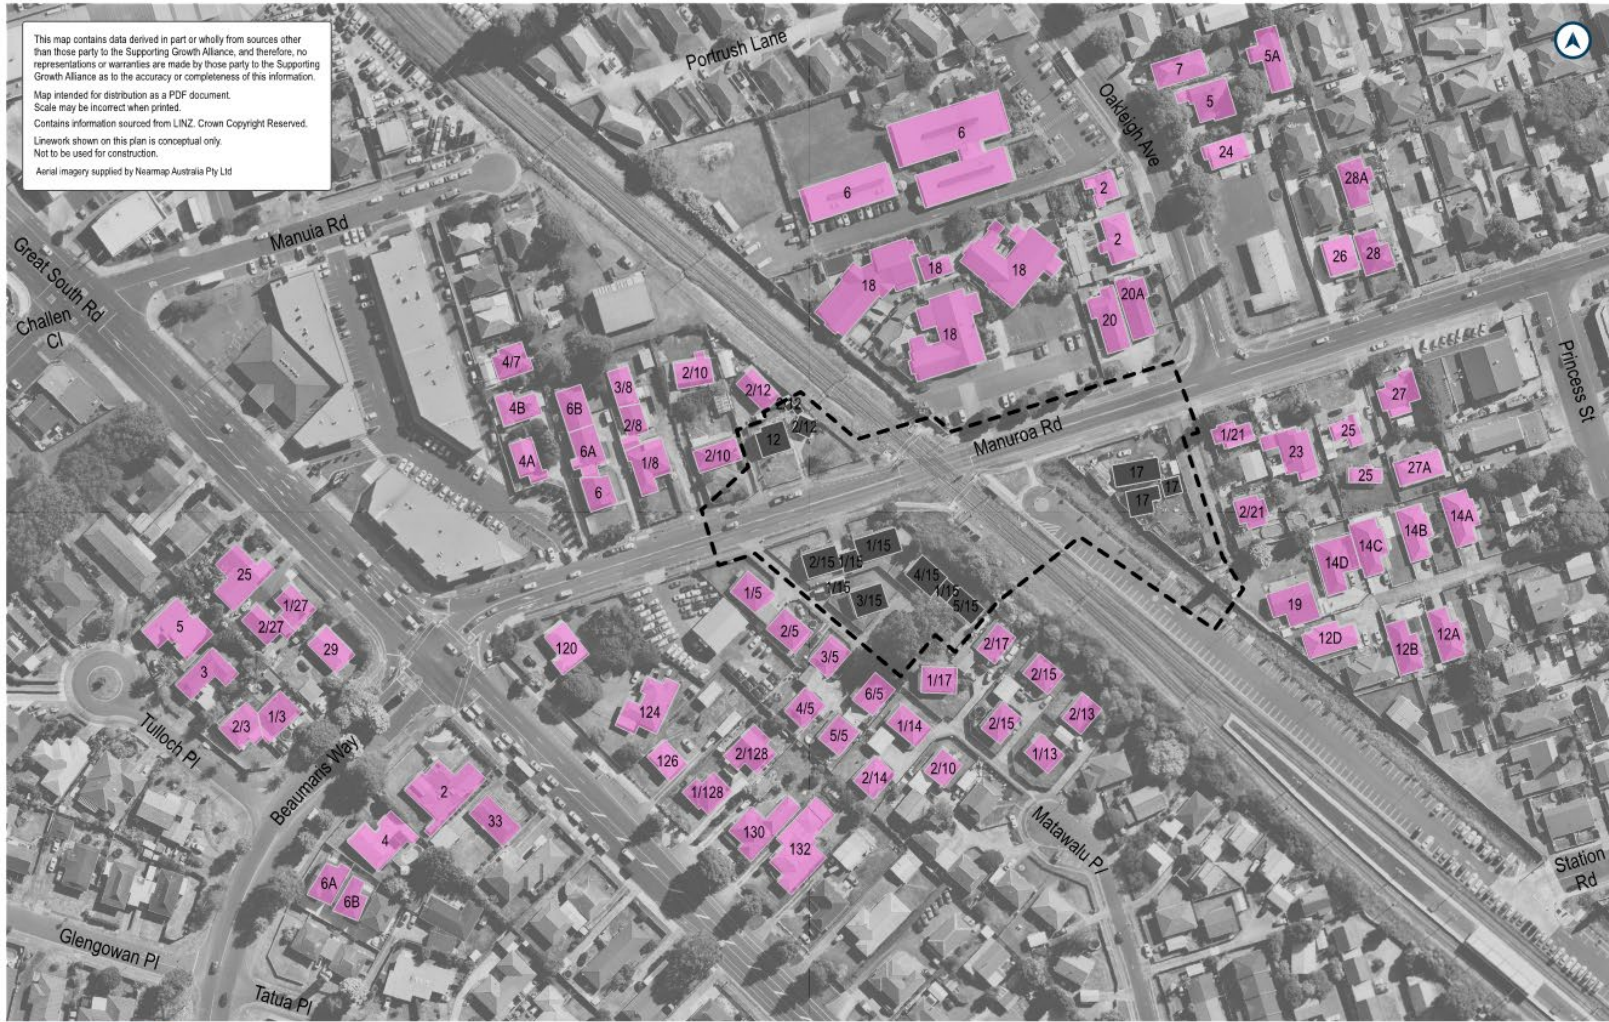 This map contains data derived in part or wholly from sources other
than those party to the Supporting Growth Alliance, and therefore, no
representations or warranties are made by those party to the Supporting
Growth Alliance as to the accuracy or completeness of this information.
Map intended for distribution as a PDF document.
Scale may be incorrect when printed.
Contains information sourced from LINZ. Crown Copyright Reserved.
Linework shown on this plan is conceptual only.
Not to be used for construction.
Aerial imagery supplied by Nearmap Australia Pty Ltd
Portrush Lane
Oakleigh Ave
7
5A
5
24
6
6
2
2
28A
26
28
18
18
18
18
20
20A
Manuia Rd
Great South Rd
Challen
Cl
Princess St
Manuroa Rd
4/7
4B
4A
6B
6A
6
3/8
2/8
1/8
2/10
2/10
2/12
2/12
12
17
17
17
1/21
2/21
23
25
25
27
27A
14A
14B
14C
14D
19
12D
12B
12A
2/15
1/15
1/15
1/15
3/15
4/15
1/15
5/15
25
1/27
2/27
29
5
3
2/3
1/3
Tulloch Pl
Beaumaris Way
120
124
126
1/5
2/5
3/5
4/5
5/5
6/5
1/17
2/17
2/15
2/15
2/13
1/13
1/14
2/14
2/10
2/128
1/128
130
132
2
33
4
6A
6B
Matawalu Pl
Station
Rd
Glengowan Pl
Tatua Pl